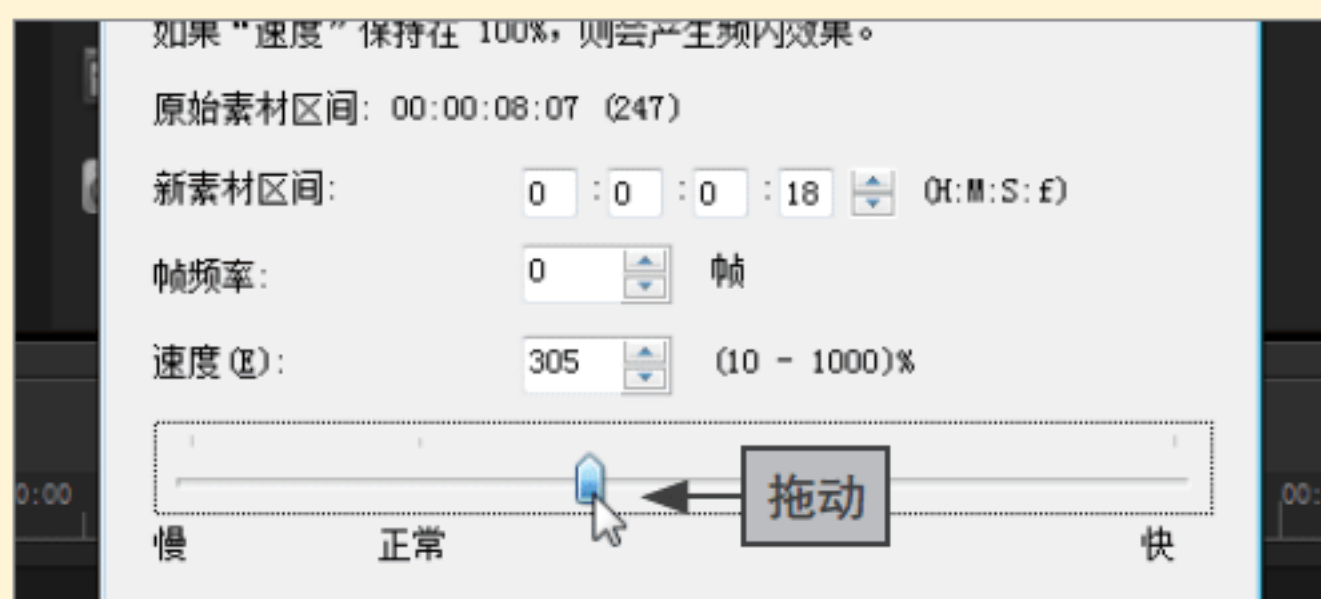 如果“速度”保持在 100%，则会产生频闪效果。
原始素材区间: 00:00:08:07 (247)
新素材区间: 0 : 0 : 0 : 18 (H:M:S:f)
帧频率: 0 帧
速度(E): 305 (10 - 1000)%
拖动
0:00
00:
慢 正常 快